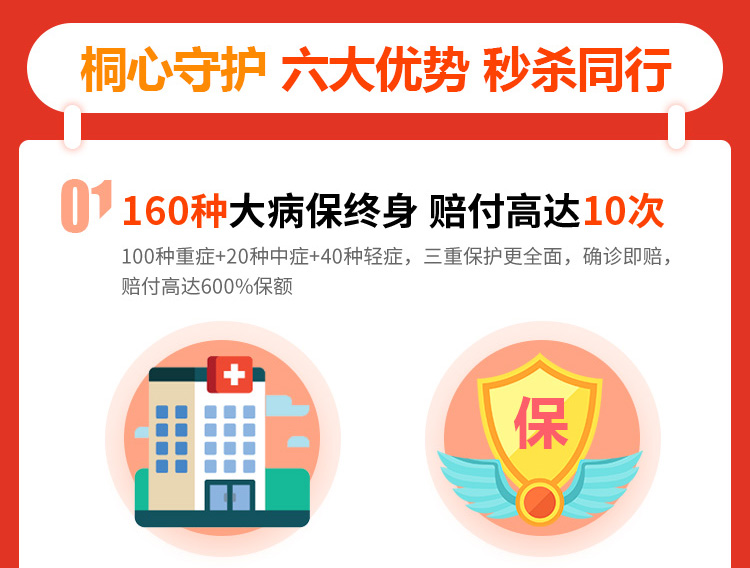 桐心守护 六大优势 秒杀同行
01
160种大病保终身 赔付高达10次
100种重症+20种中症+40种轻症，三重保护更全面，确诊即赔，
赔付高达600%保额
保